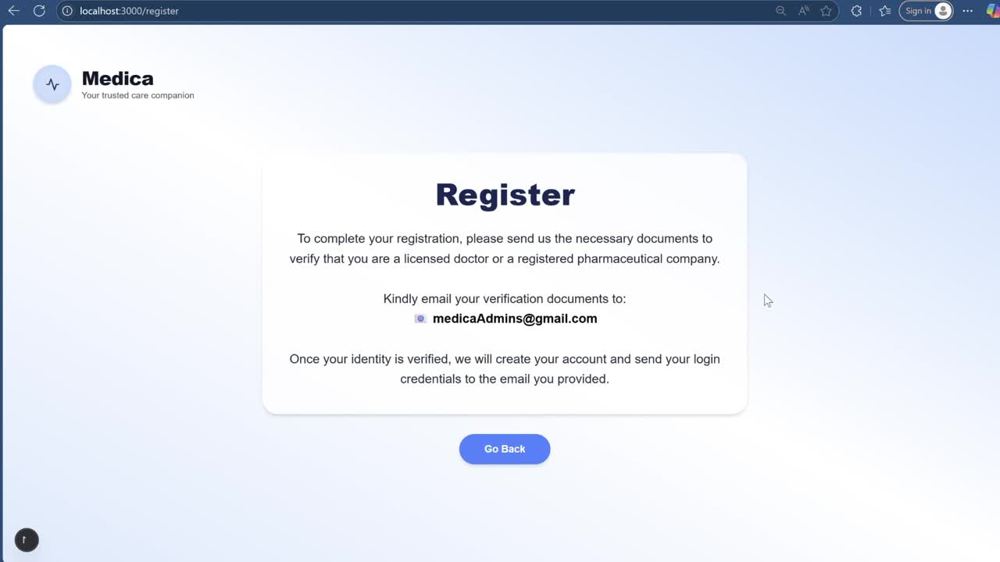 localhost:3000/register
Sign in
Medica
Your trusted care companion
Register
To complete your registration, please send us the necessary documents to
verify that you are a licensed doctor or a registered pharmaceutical company.
Kindly email your verification documents to:
medicaAdmins@gmail.com
Once your identity is verified, we will create your account and send your login
credentials to the email you provided.
Go Back